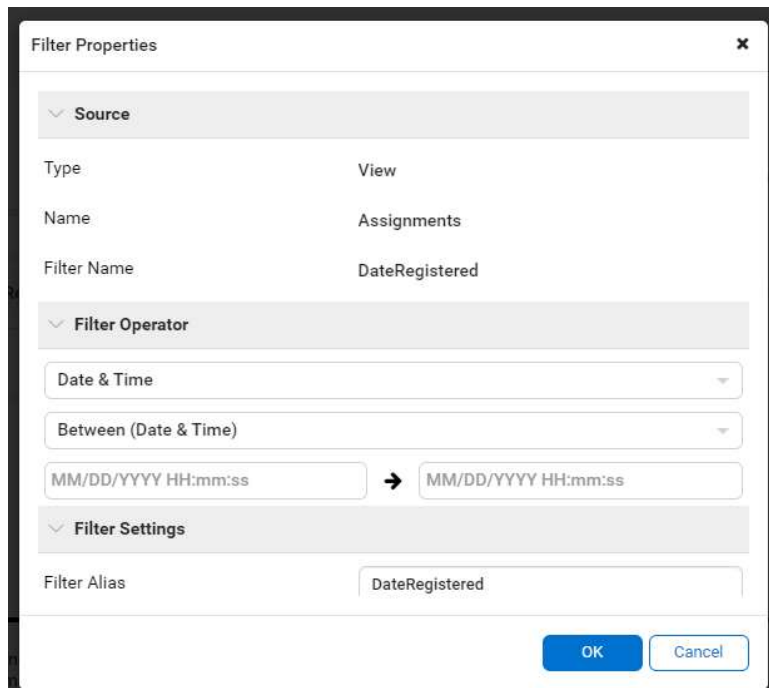 Filter Properties
Source
Type View
Name Assignments
Filter Name DateRegistered
Filter Operator
Date & Time
Between (Date & Time)
MM/DD/YYYY HH:mm:ss MM/DD/YYYY HH:mm:ss
Filter Settings
Filter Alias DateRegistered
OK Cancel